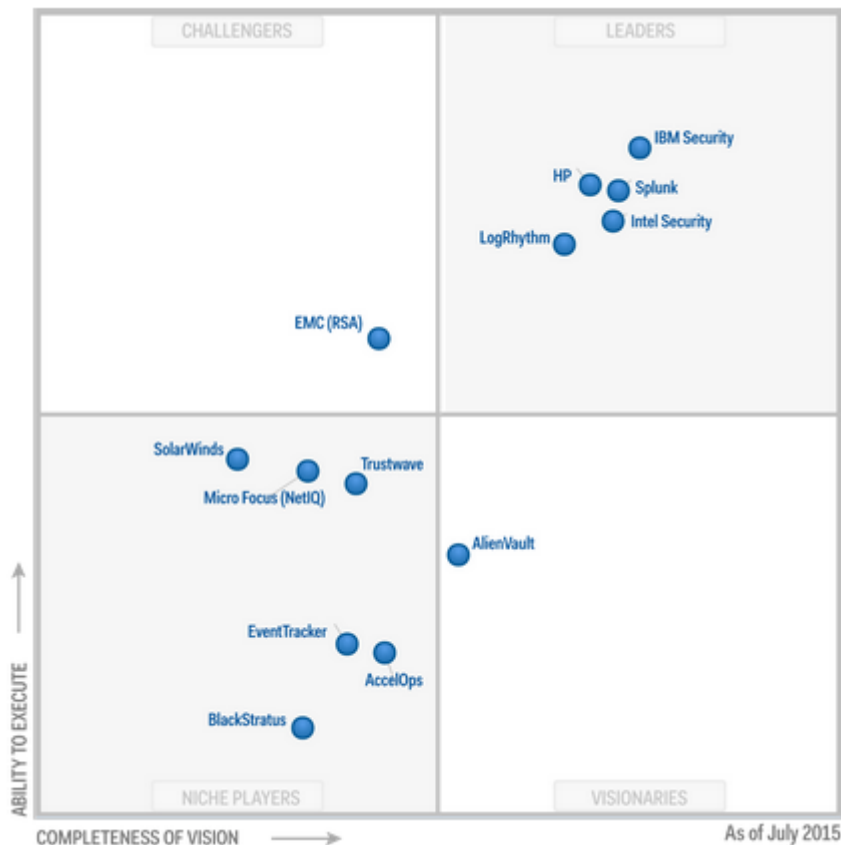 CHALLENGERS
LEADERS
IBM Security
HP
Splunk
Intel Security
LogRhythm
EMC (RSA)
SolarWinds
Trustwave
Micro Focus (NetIQ)
AlienVault
EventTracker
AccelOps
BlackStratus
ABILITY TO EXECUTE
NICHE PLAYERS
VISIONARIES
COMPLETENESS OF VISION
As of July 2015